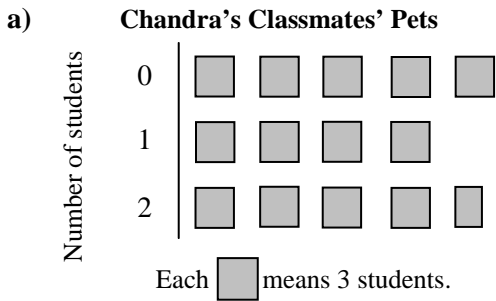 a) Chandra’s Classmates’ Pets
Number of students
0
1
2
Each means 3 students.